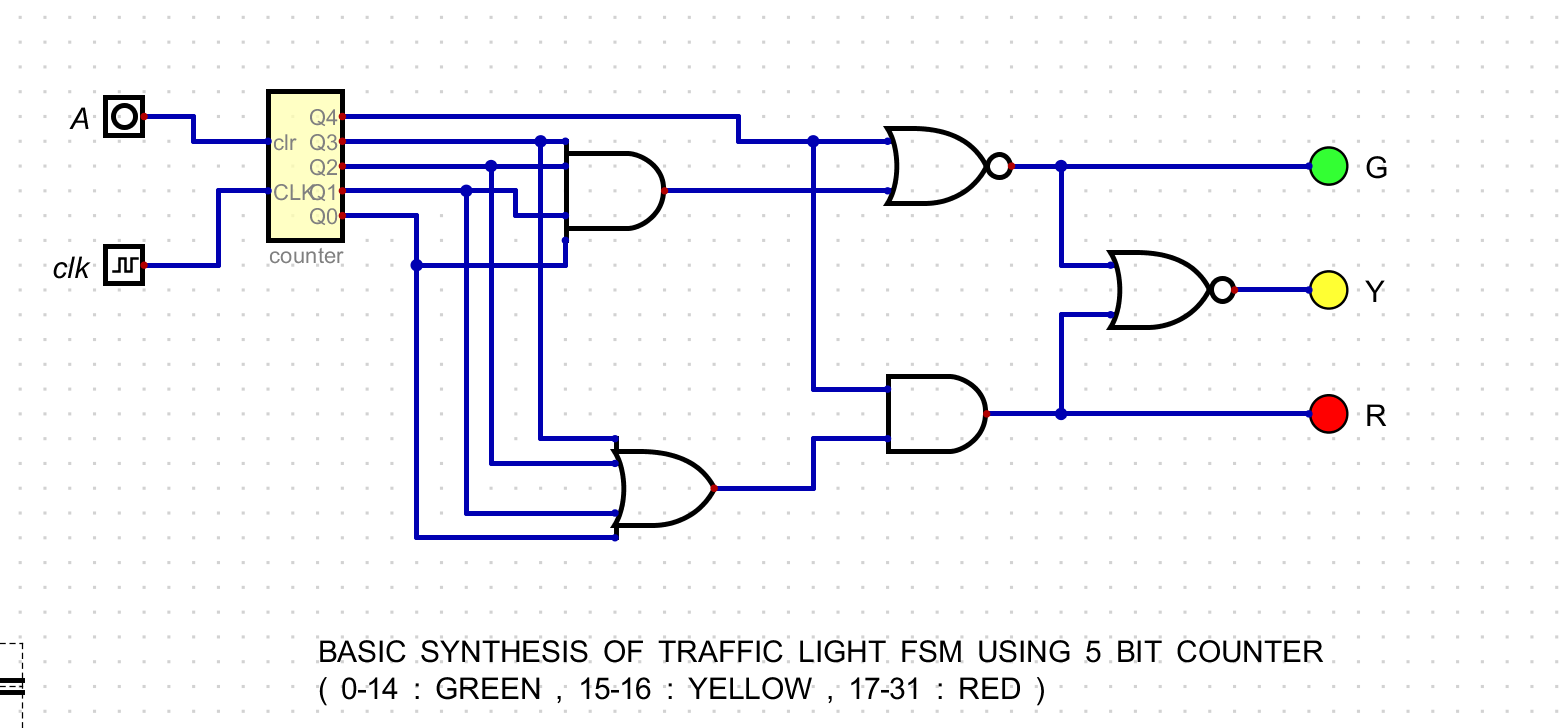 A
clk
clr
CLK
Q4
Q3
Q2
Q1
Q0
counter
G
Y
R
BASIC SYNTHESIS OF TRAFFIC LIGHT FSM USING 5 BIT COUNTER
( 0-14 : GREEN , 15-16 : YELLOW , 17-31 : RED )